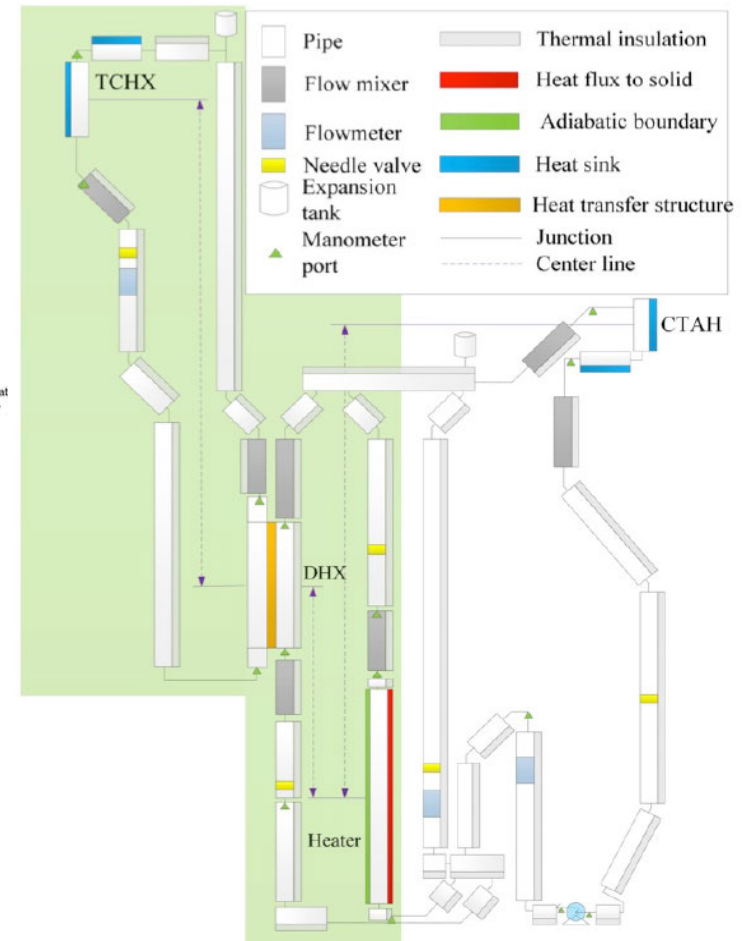 Pipe
Flow mixer
Flowmeter
Needle valve
Expansion
tank
Manometer
port
Thermal insulation
Heat flux to solid
Adiabatic boundary
Heat sink
Heat transfer structure
Junction
Center line
TCHX
CTAH
at
DHX
Heater